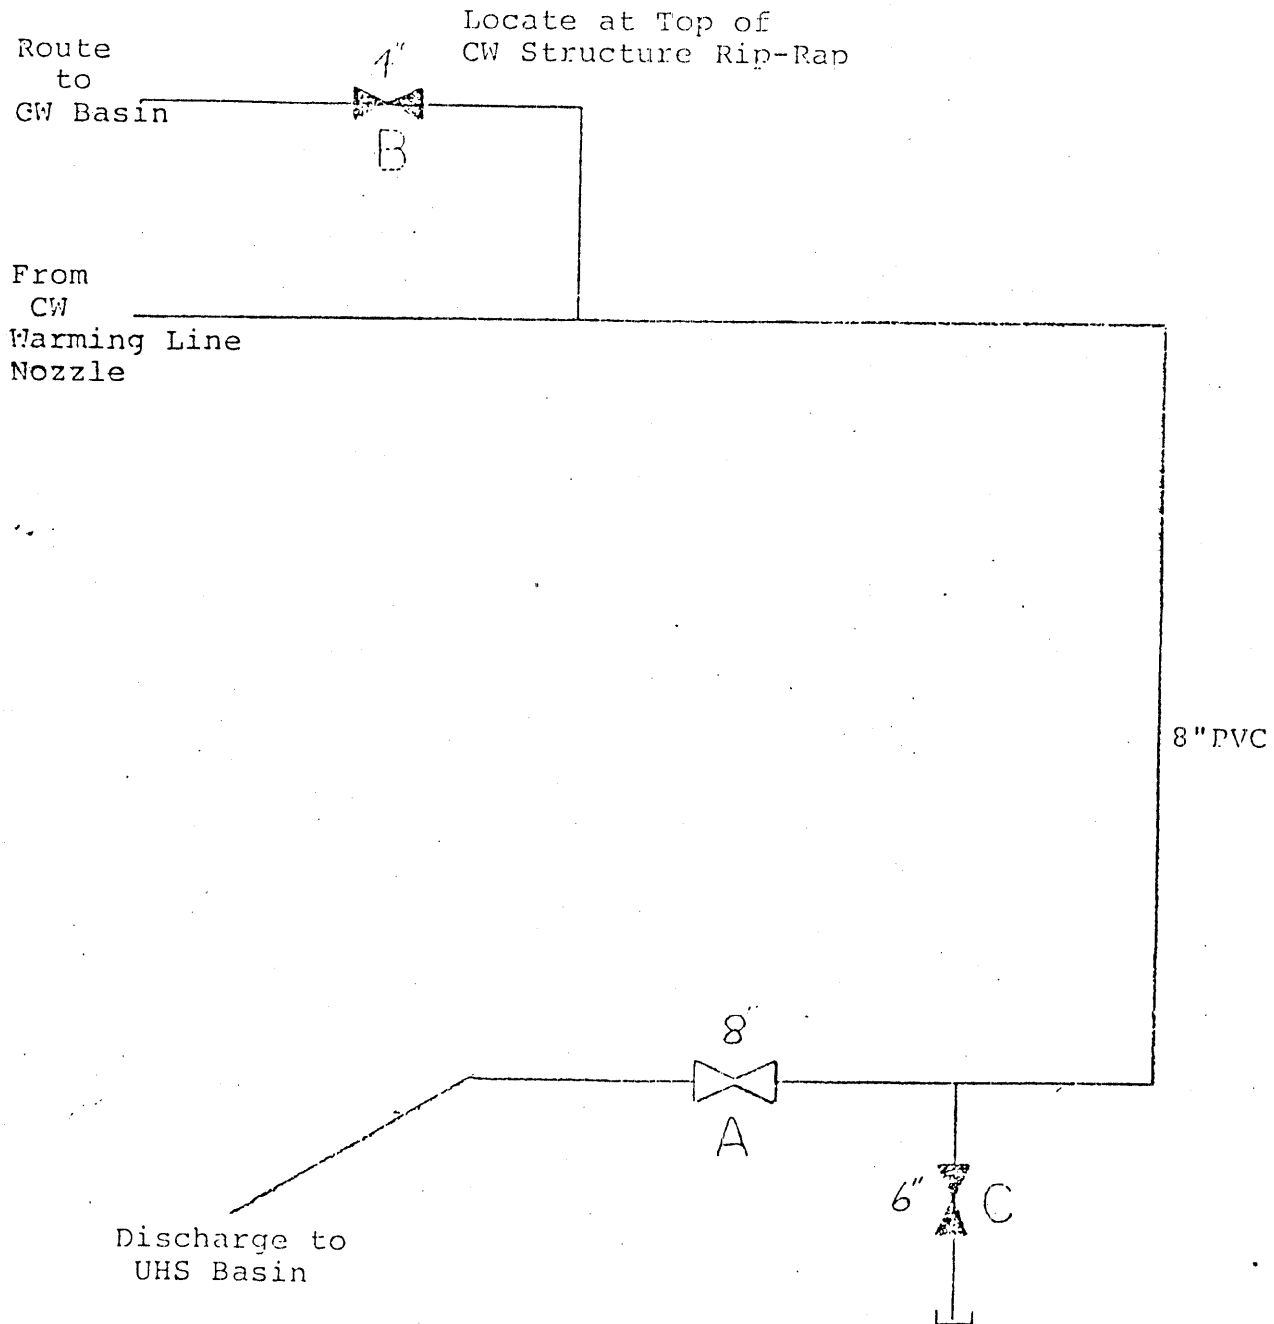 Locate at Top of
CW Structure Rip-Rap
Route
to
CW Basin
1"
B
From
CW
Warming Line
Nozzle
8"PVC
8"
A
6"
C
Discharge to
UHS Basin